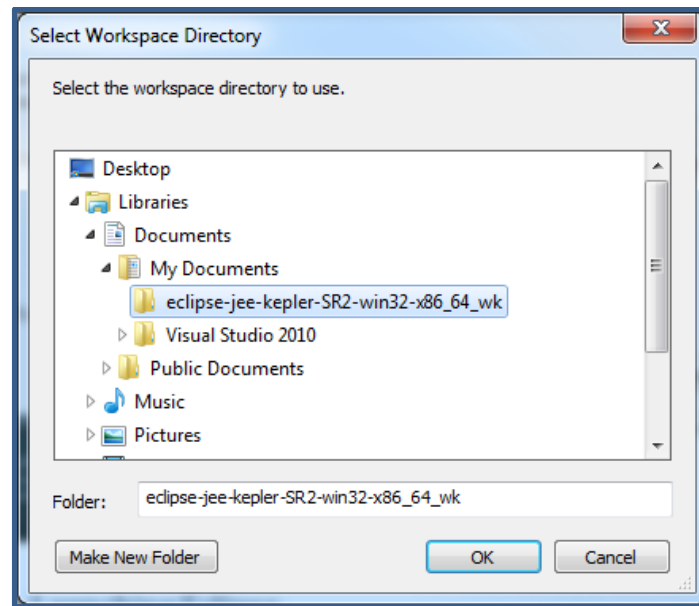 Select Workspace Directory
Select the workspace directory to use.
Desktop
Libraries
Documents
My Documents
eclipse-jee-kepler-SR2-win32-x86_64_wk
Visual Studio 2010
Public Documents
Music
Pictures
Folder: eclipse-jee-kepler-SR2-win32-x86_64_wk
Make New Folder OK Cancel